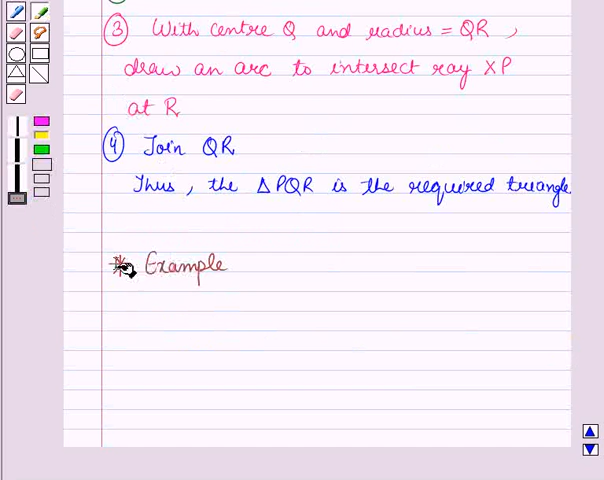 ③ With centre Q and radius = QR ,
draw an arc to intersect ray XP
at R
④ Join QR
Thus , the △PQR is the required triangle
* Example